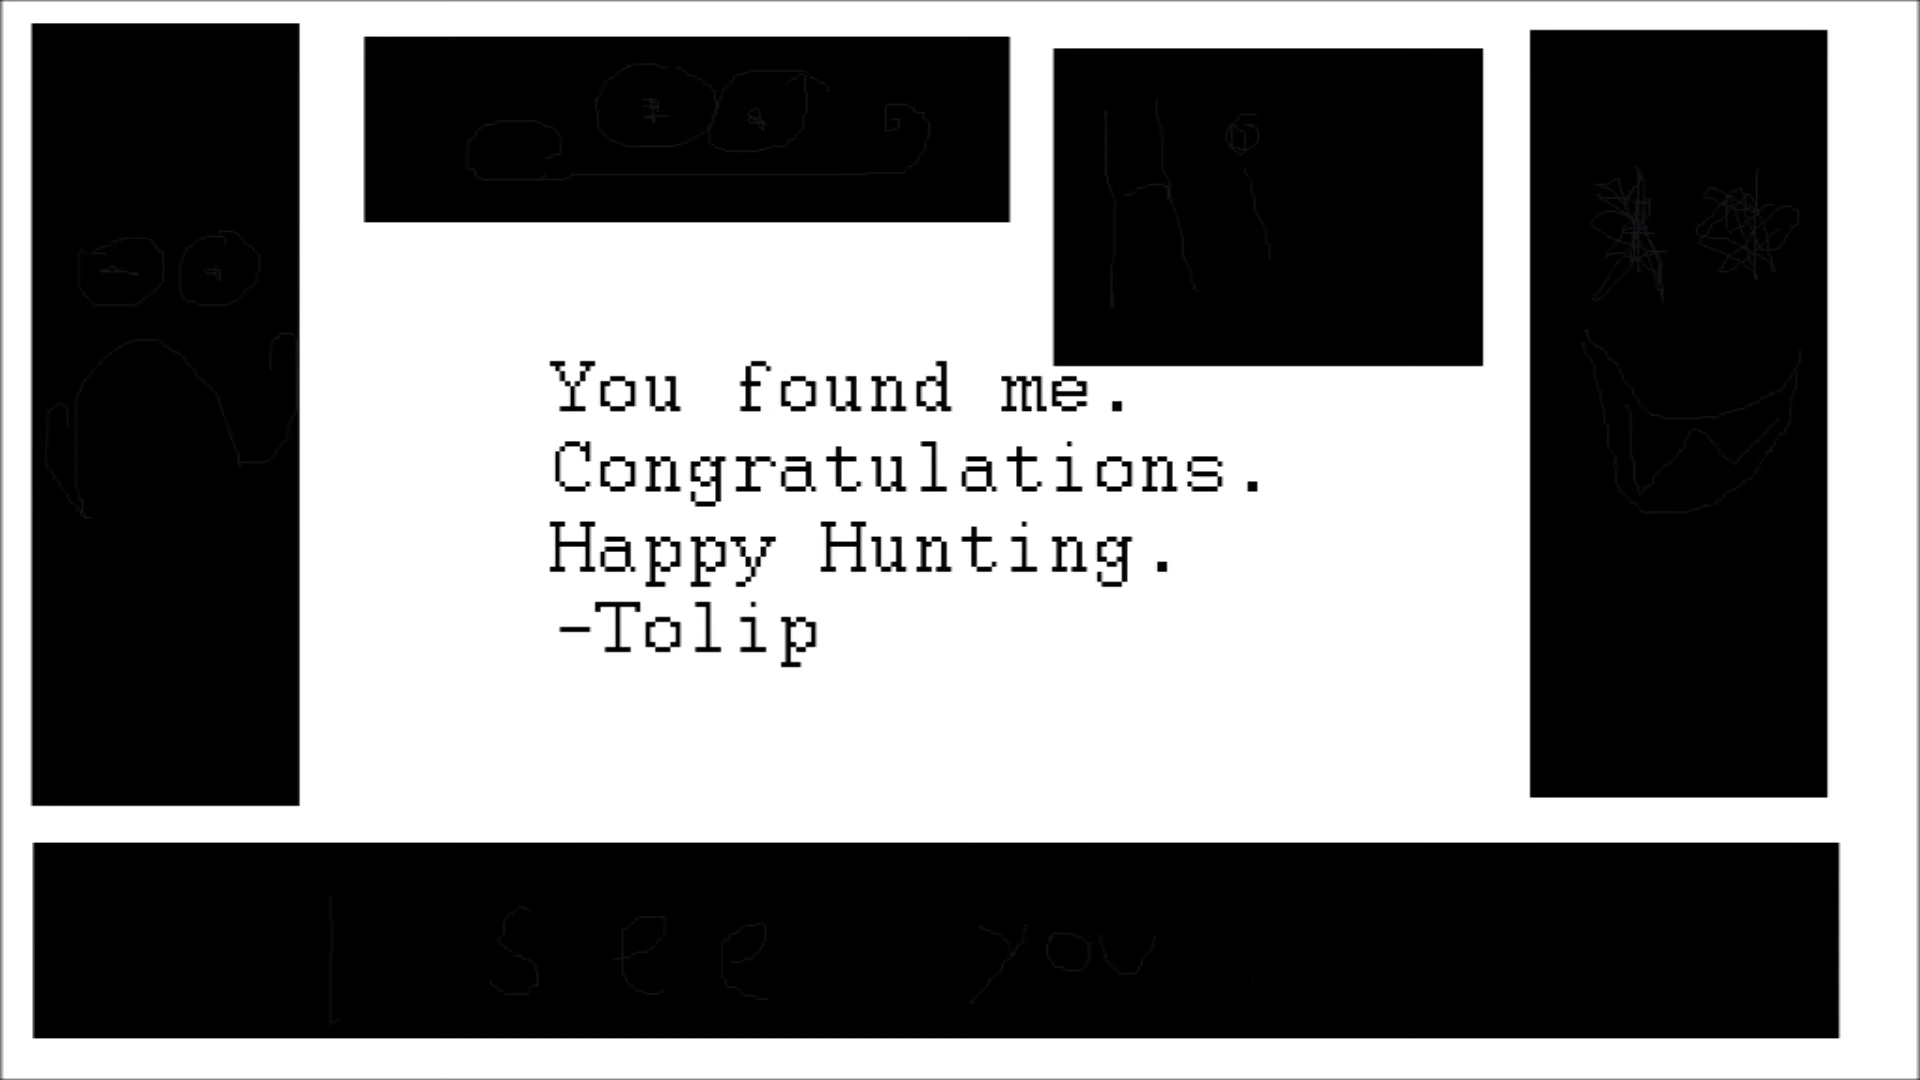 Hi
You found me.
Congratulations.
Happy Hunting.
-Tolip
I see you